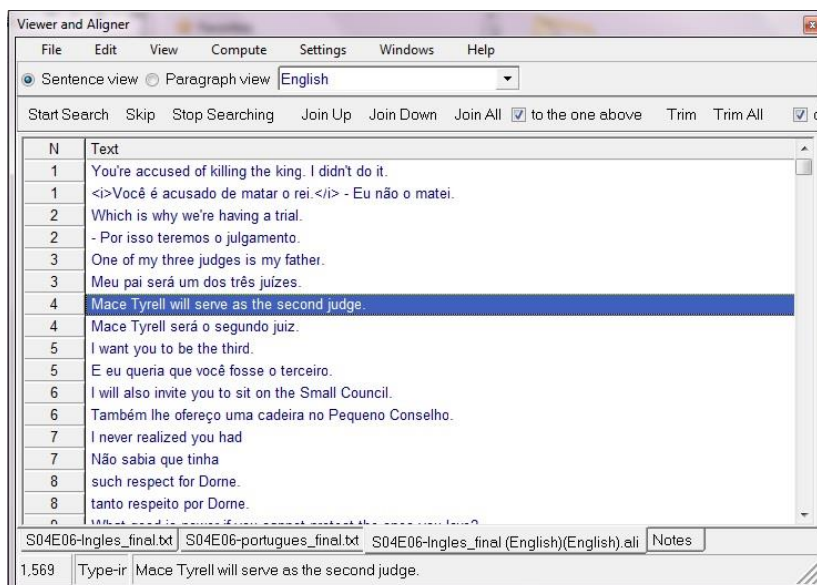 Viewer and Aligner
File Edit View Compute Settings Windows Help
Sentence view Paragraph view English
Start Search Skip Stop Searching Join Up Join Down Join All to the one above Trim Trim All
N Text
1 You're accused of killing the king. I didn't do it.
1 <i>Você é acusado de matar o rei.</i> - Eu não o matei.
2 Which is why we're having a trial.
2 - Por isso teremos o julgamento.
3 One of my three judges is my father.
3 Meu pai será um dos três juízes.
4 Mace Tyrell will serve as the second judge.
4 Mace Tyrell será o segundo juiz.
5 I want you to be the third.
5 E eu queria que você fosse o terceiro.
6 I will also invite you to sit on the Small Council.
6 Também lhe ofereço uma cadeira no Pequeno Conselho.
7 I never realized you had
7 Não sabia que tinha
8 such respect for Dorne.
8 tanto respeito por Dorne.
S04E06-Ingles_final.txt S04E06-portugues_final.txt S04E06-Ingles_final (English)(English).ali Notes
1,569 Type-ir Mace Tyrell will serve as the second judge.